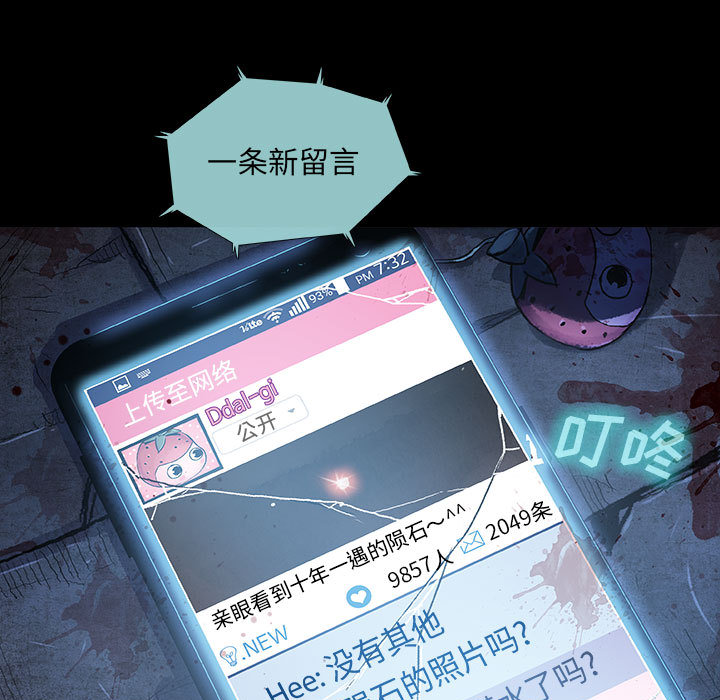 一条新留言
PM 7:32
93%
上传至网络
Ddal-gi
公开
叮咚
亲眼看到十年一遇的陨石～^^
9857人
2049条
.NEW
Hee: 没有其他
陨石的照片吗?
了吗?